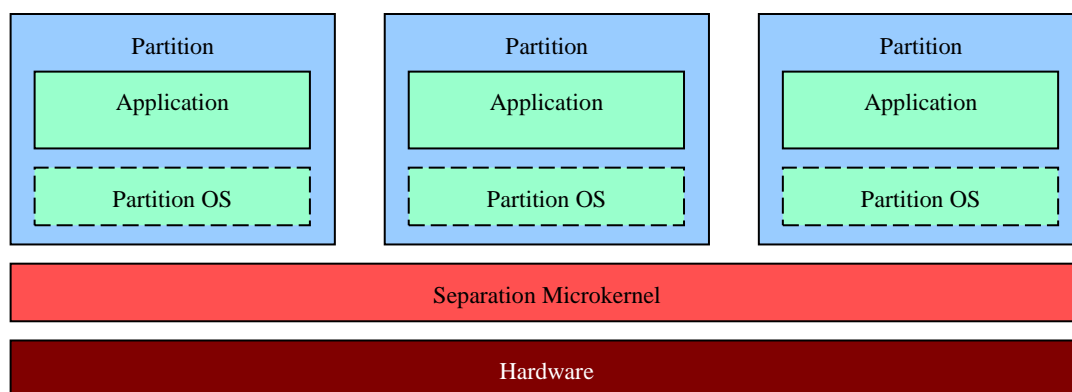 Partition Partition Partition
Application Application Application
Partition OS Partition OS Partition OS
Separation Microkernel
Hardware